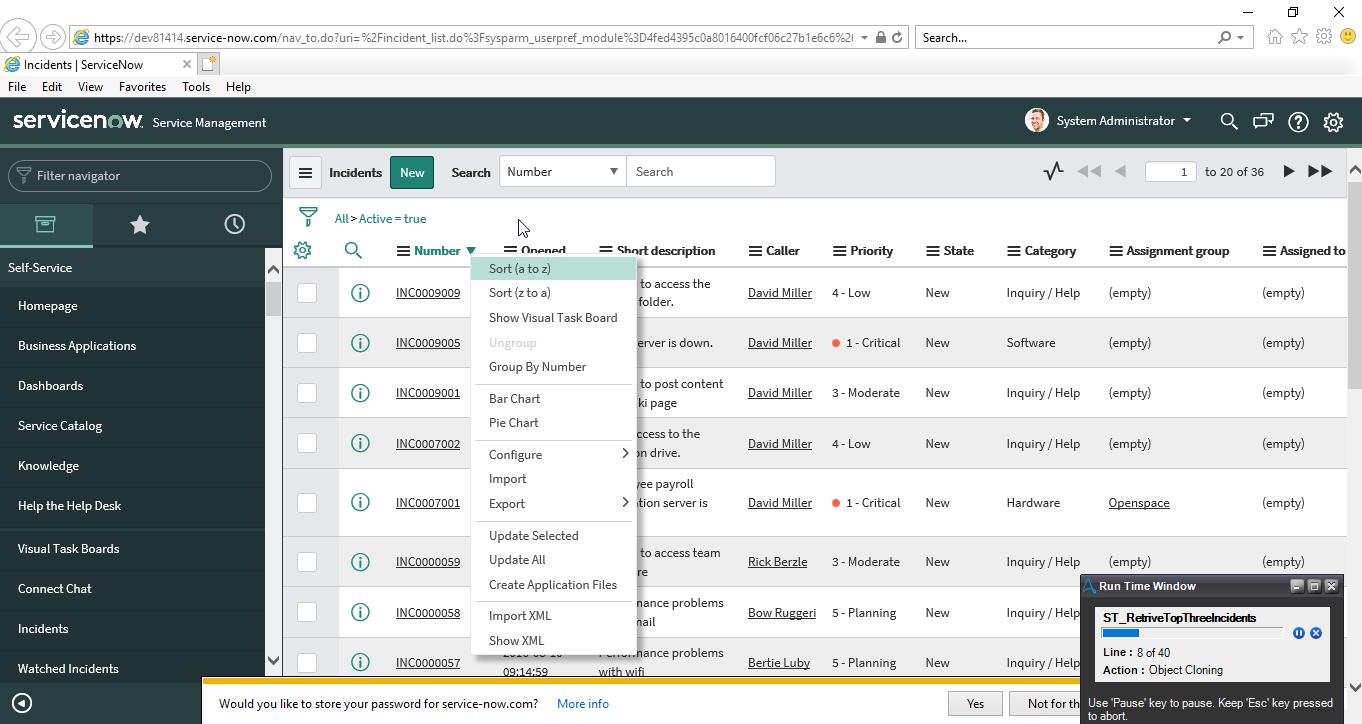 https://dev81414.service-now.com/nav_to.do?uri=%2Fincident_list.do%3Fsysparm_userpref_module%3D4fed4395c0a8016400fcf06c27b1e6c6%2
Search...
Incidents | ServiceNow
File Edit View Favorites Tools Help
servicenow. Service Management
System Administrator
Filter navigator
Incidents New Search Number Search
1 to 20 of 36
All > Active = true
Number Opened Short description Caller Priority State Category Assignment group Assigned to
Self-Service
Homepage
Business Applications
Dashboards
Service Catalog
Knowledge
Help the Help Desk
Visual Task Boards
Connect Chat
Incidents
Watched Incidents
Sort (a to z)
Sort (z to a)
Show Visual Task Board
Ungroup
Group By Number
Bar Chart
Pie Chart
Configure
Import
Export
Update Selected
Update All
Create Application Files
Import XML
Show XML
INC0009009 to access the folder. David Miller 4 - Low New Inquiry / Help (empty) (empty)
INC0009005 erver is down. David Miller 1 - Critical New Software (empty) (empty)
INC0009001 to post content ki page David Miller 3 - Moderate New Inquiry / Help (empty) (empty)
INC0007002 ccess to the on drive. David Miller 4 - Low New Inquiry / Help (empty) (empty)
INC0007001 yee payroll tion server is David Miller 1 - Critical New Hardware Openspace (empty)
INC0000059 to access team re Rick Berzle 3 - Moderate New Inquiry / Help (empty) (empty)
INC0000058 mance problems mail Bow Ruggeri 5 - Planning New Inquiry / Help
INC0000057 09:14:59 Performance problems with wifi Bertie Luby 5 - Planning New Inquiry / Help
Run Time Window
ST_RetriveTopThreeIncidents
Line : 8 of 40
Action : Object Cloning
Use 'Pause' key to pause. Keep 'Esc' key pressed
to abort.
Would you like to store your password for service-now.com? More info Yes Not for th